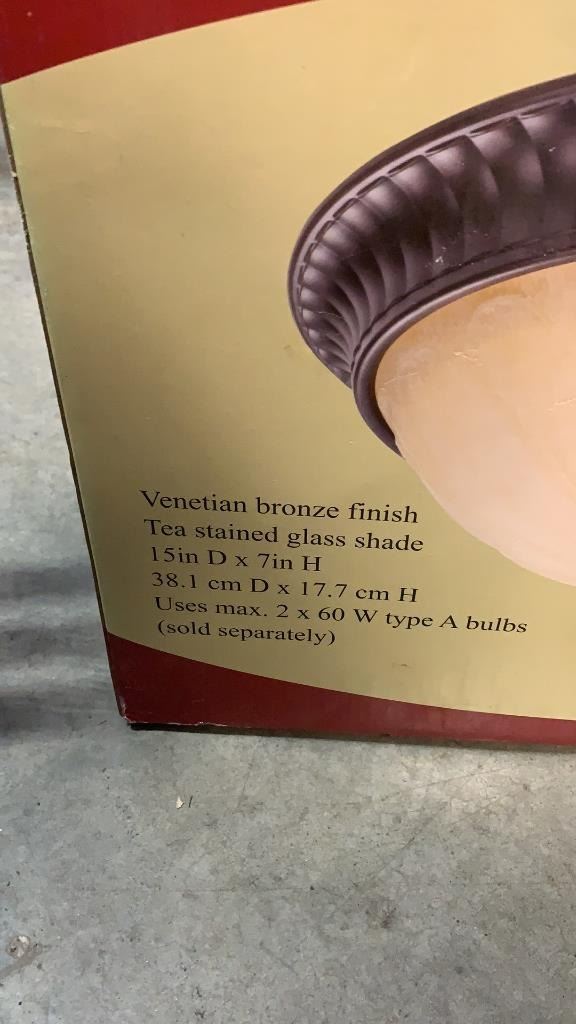 Venetian bronze finish
Tea stained glass shade
15in D x 7in H
38.1 cm D x 17.7 cm H
Uses max. 2 x 60 W type A bulbs
(sold separately)